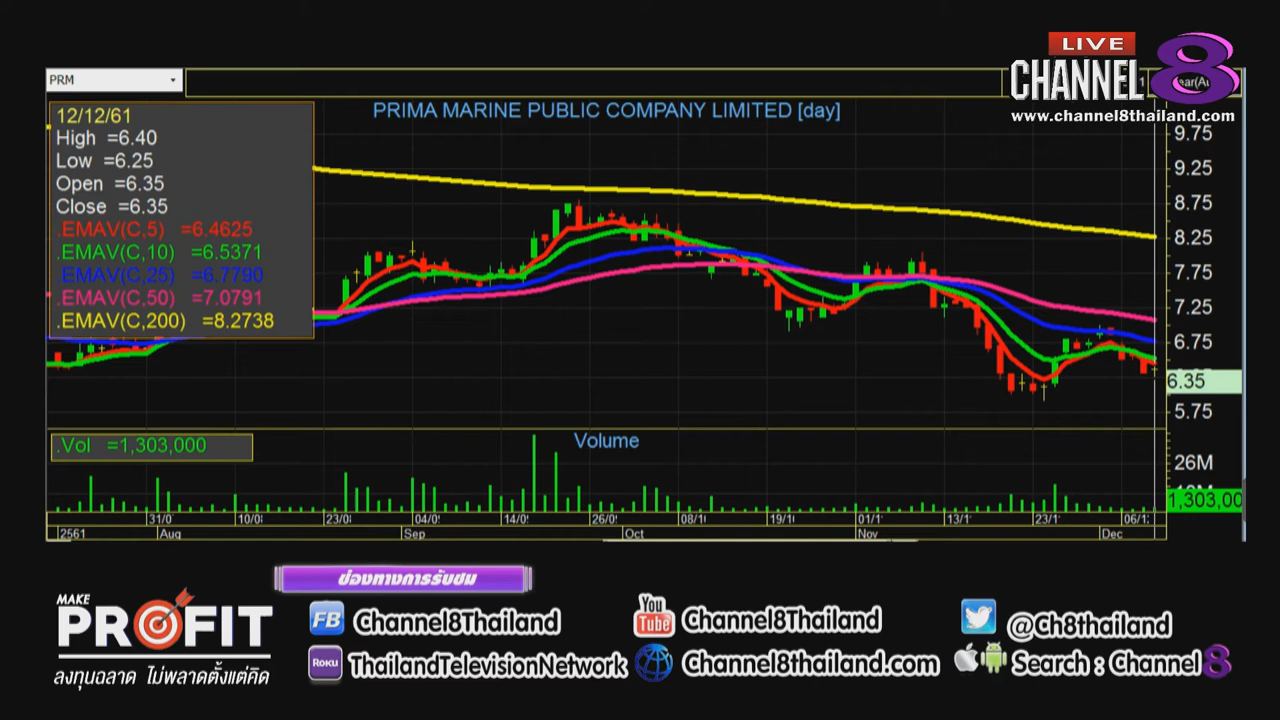 LIVE
CHANNEL 8
www.channel8thailand.com
PRM
PRIMA MARINE PUBLIC COMPANY LIMITED [day]
12/12/61
High =6.40
Low =6.25
Open =6.35
Close =6.35
.EMAV(C,5) =6.4625
.EMAV(C,10) =6.5371
.EMAV(C,25) =6.7790
.EMAV(C,50) =7.0791
.EMAV(C,200) =8.2738
9.75
9.25
8.75
8.25
7.75
7.25
6.75
6.35
5.75
.Vol =1,303,000
Volume
26M
1,303,00
31/0 10/0 23/0 04/ 14/0 26/0 08/1 19/1 01/1 13/1 23/1 06/1
2561 Aug Sep Oct Nov Dec
ช่องทางการรับชม
MAKE
PROFIT
ลงทุนฉลาด ไม่พลาดตั้งแต่คิด
FB Channel8Thailand
You Tube Channel8Thailand
@Ch8thailand
Roku ThailandTelevisionNetwork
Channel8thailand.com
Search : Channel 8